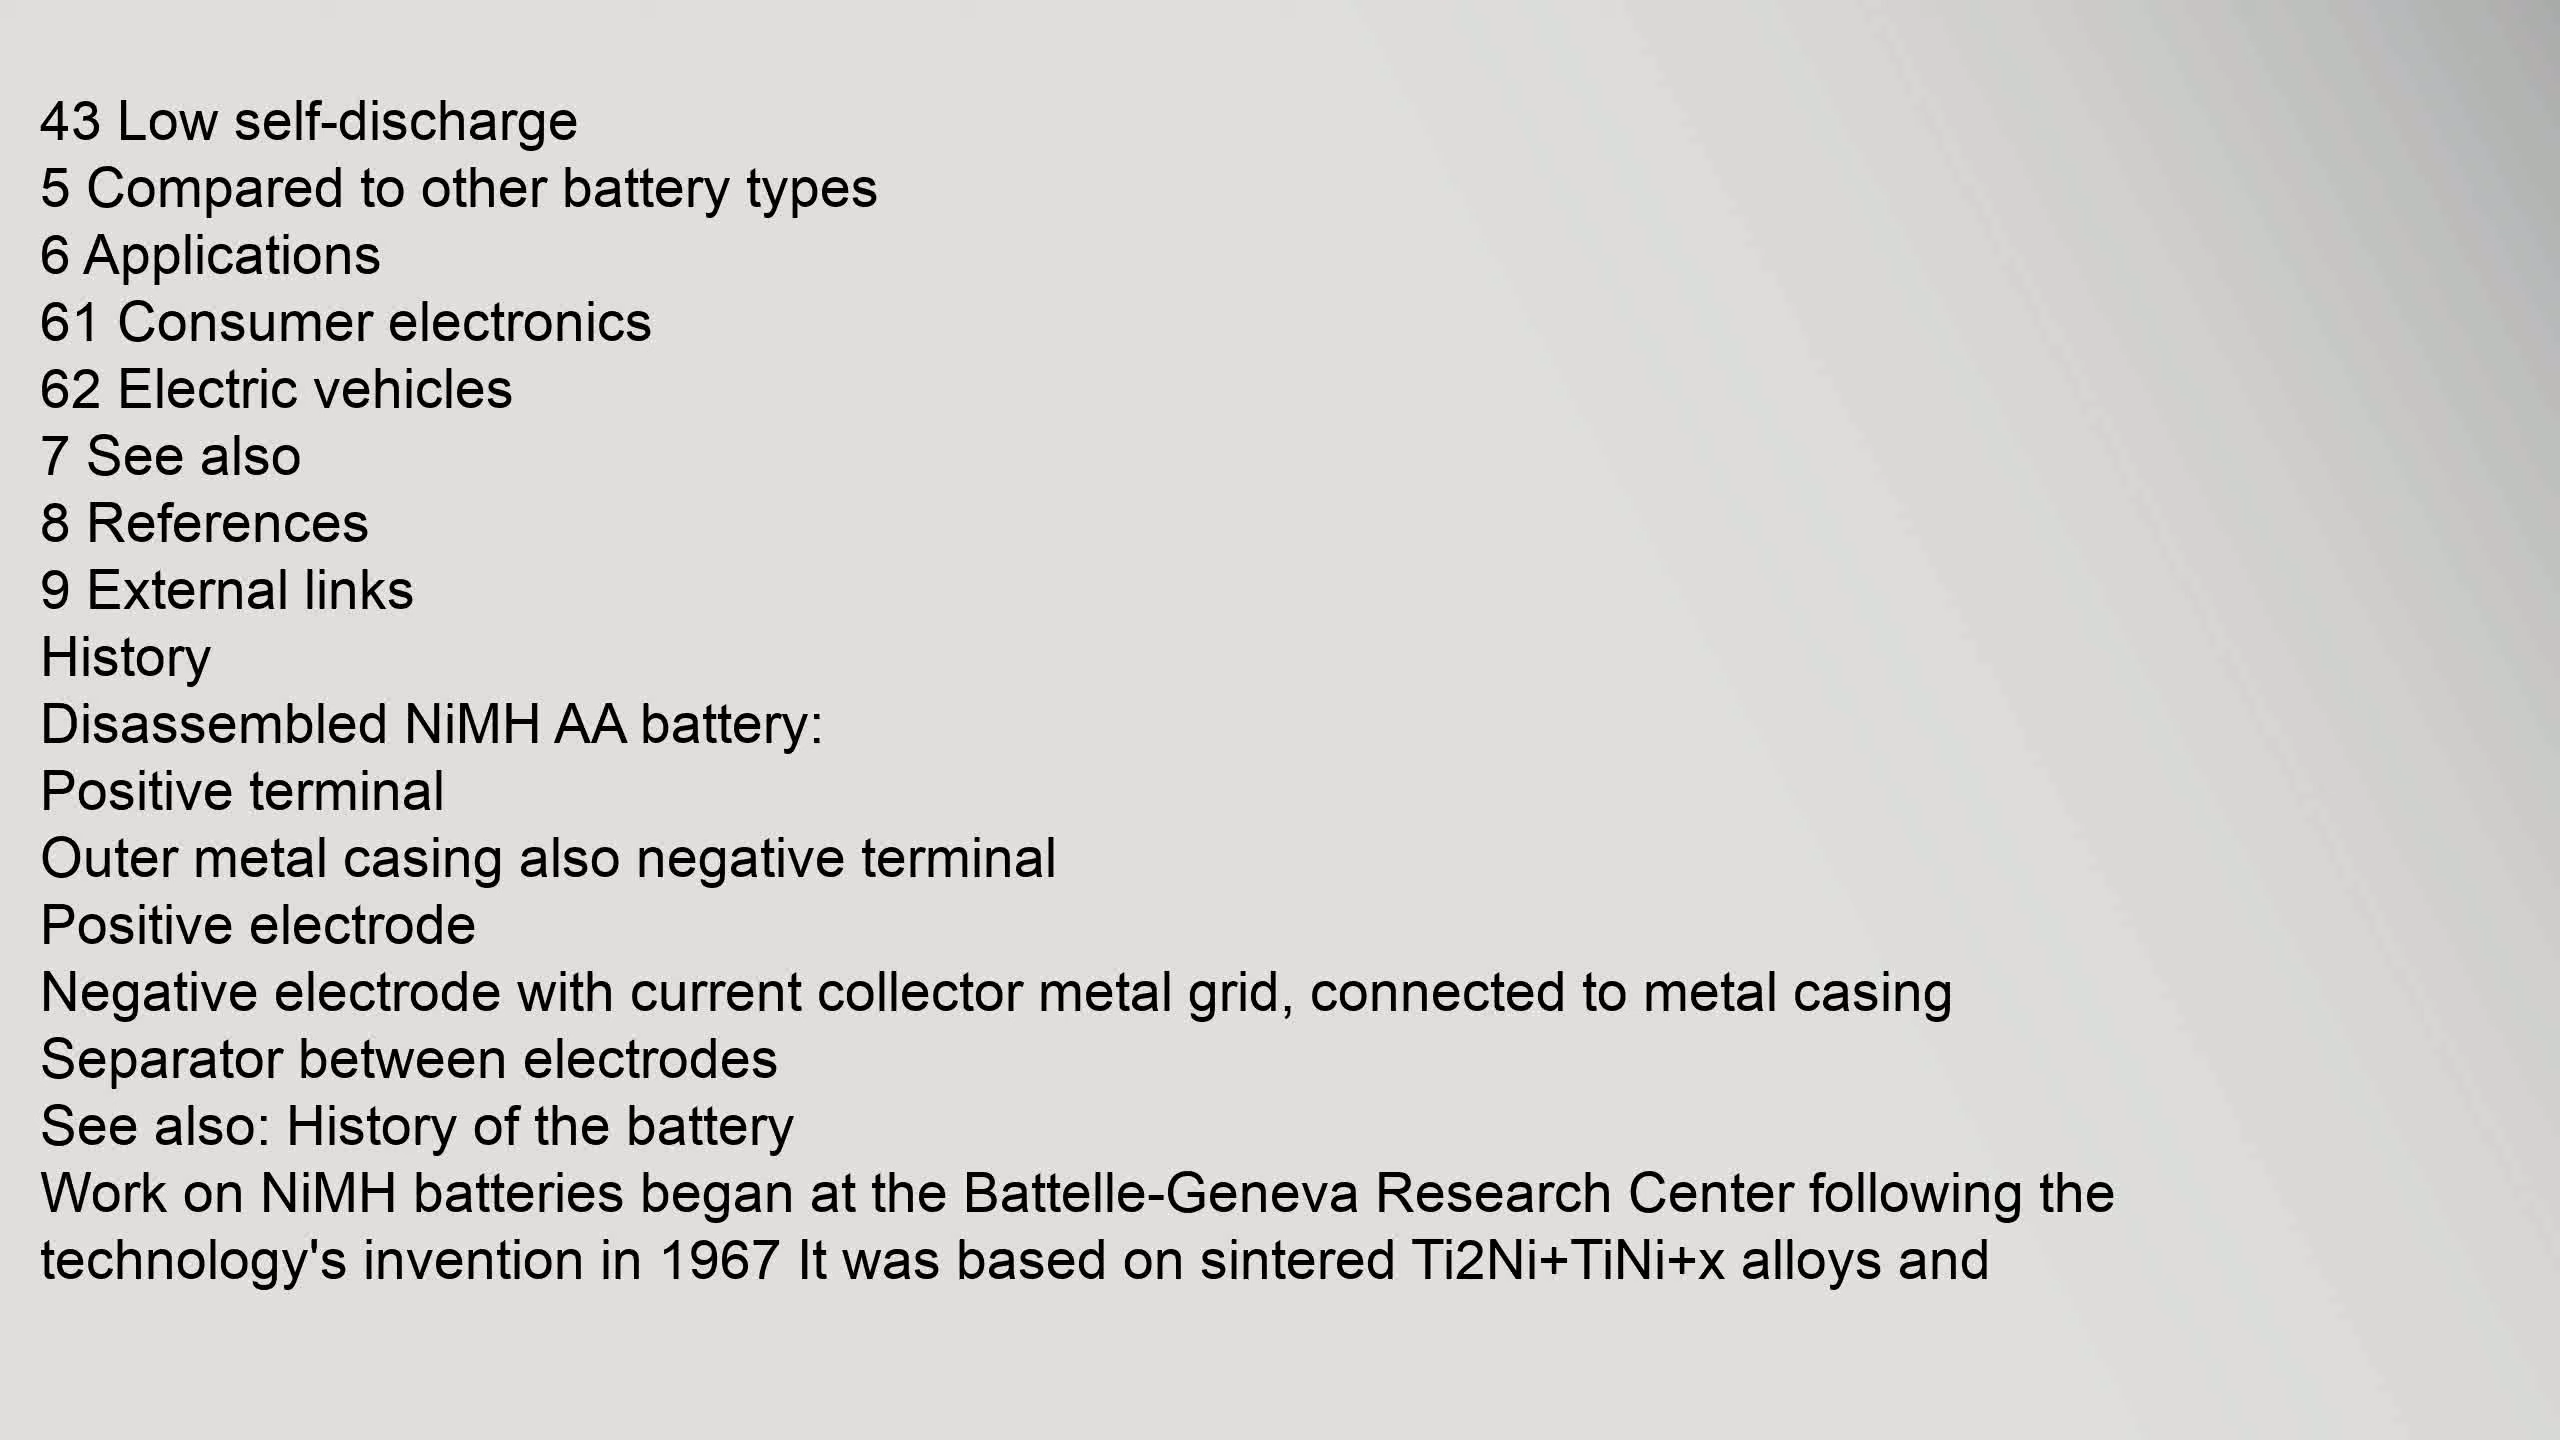 43 Low self-discharge
5 Compared to other battery types
6 Applications
61 Consumer electronics
62 Electric vehicles
7 See also
8 References
9 External links
History
Disassembled NiMH AA battery:
Positive terminal
Outer metal casing also negative terminal
Positive electrode
Negative electrode with current collector metal grid, connected to metal casing
Separator between electrodes
See also: History of the battery
Work on NiMH batteries began at the Battelle-Geneva Research Center following the
technology's invention in 1967 It was based on sintered Ti2Ni+TiNi+x alloys and